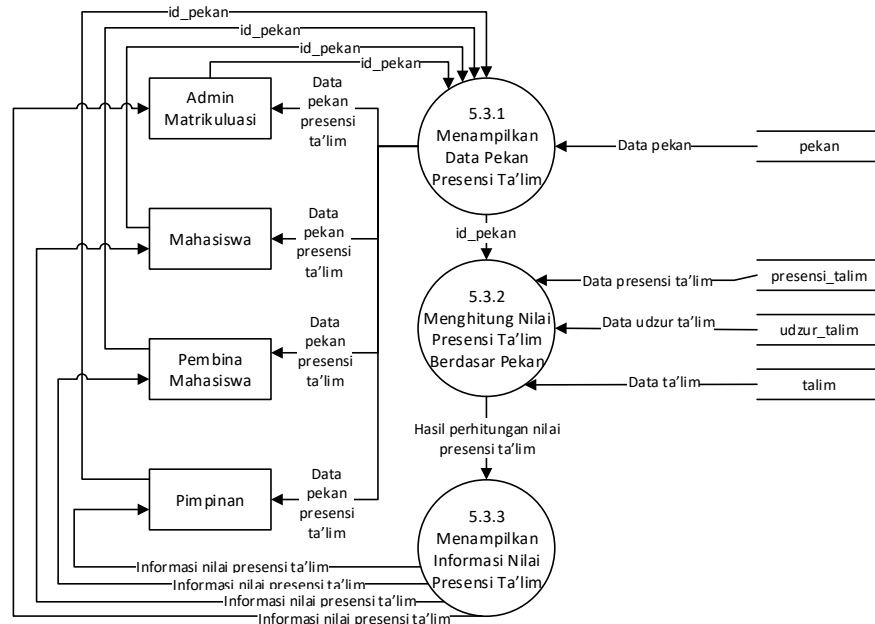 id_pekan
id_pekan
id_pekan
id_pekan
Admin
Matrikuluasi
Data
pekan
presensi
ta'lim
5.3.1
Menampilkan
Data Pekan
Presensi Ta'lim
Data pekan
pekan
Mahasiswa
Data
pekan
presensi
ta'lim
id_pekan
5.3.2
Menghitung Nilai
Presensi Ta'lim
Berdasar Pekan
Data presensi ta'lim
presensi_talim
Data udzur ta'lim
udzur_talim
Data ta'lim
talim
Pembina
Mahasiswa
Data
pekan
presensi
ta'lim
Hasil perhitungan nilai
presensi ta'lim
Pimpinan
Data
pekan
presensi
ta'lim
5.3.3
Menampilkan
Informasi Nilai
Presensi Ta'lim
Informasi nilai presensi ta'lim
Informasi nilai presensi ta'lim
Informasi nilai presensi ta'lim
Informasi nilai presensi ta'lim